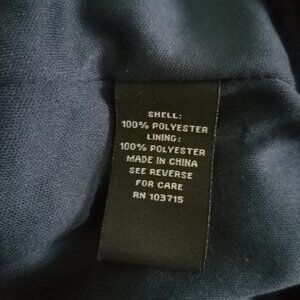 SHELL:
100% POLYESTER
LINING:
100% POLYESTER
MADE IN CHINA
SEE REVERSE
FOR CARE
RN 103715